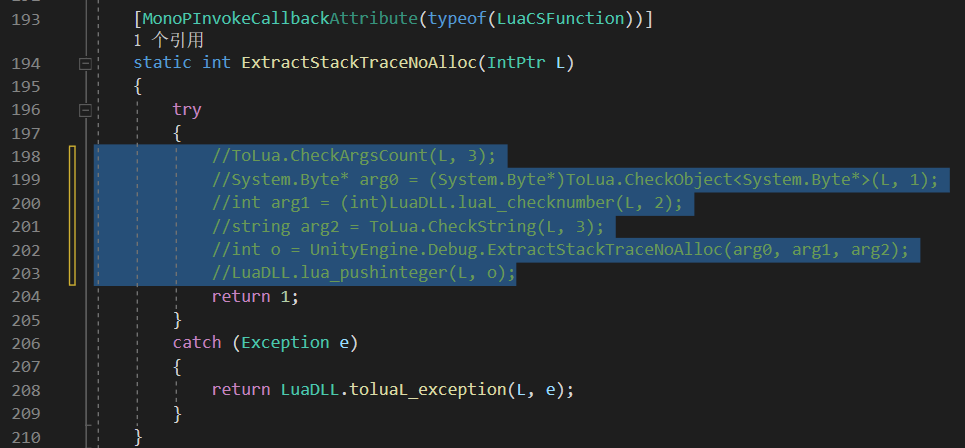 193 [MonoPInvokeCallbackAttribute(typeof(LuaCSFunction))]
1 个引用
194 static int ExtractStackTraceNoAlloc(IntPtr L)
195 {
196 try
197 {
198 //ToLua.CheckArgsCount(L, 3);
199 //System.Byte* arg0 = (System.Byte*)ToLua.CheckObject<System.Byte*>(L, 1);
200 //int arg1 = (int)LuaDLL.luaL_checknumber(L, 2);
201 //string arg2 = ToLua.CheckString(L, 3);
202 //int o = UnityEngine.Debug.ExtractStackTraceNoAlloc(arg0, arg1, arg2);
203 //LuaDLL.lua_pushinteger(L, o);
204 return 1;
205 }
206 catch (Exception e)
207 {
208 return LuaDLL.toluaL_exception(L, e);
209 }
210 }